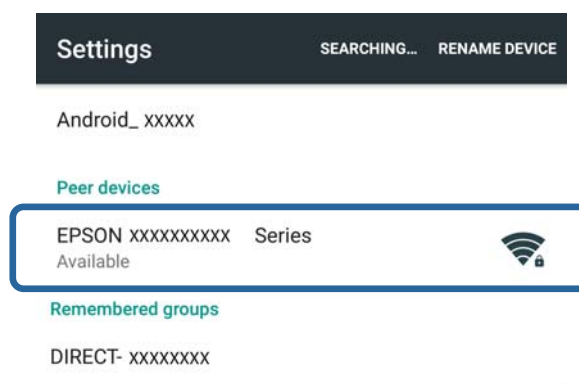 Settings SEARCHING... RENAME DEVICE
Android_ xxxxx
Peer devices
EPSON xxxxxxxxxx Series
Available
Remembered groups
DIRECT- xxxxxxxx